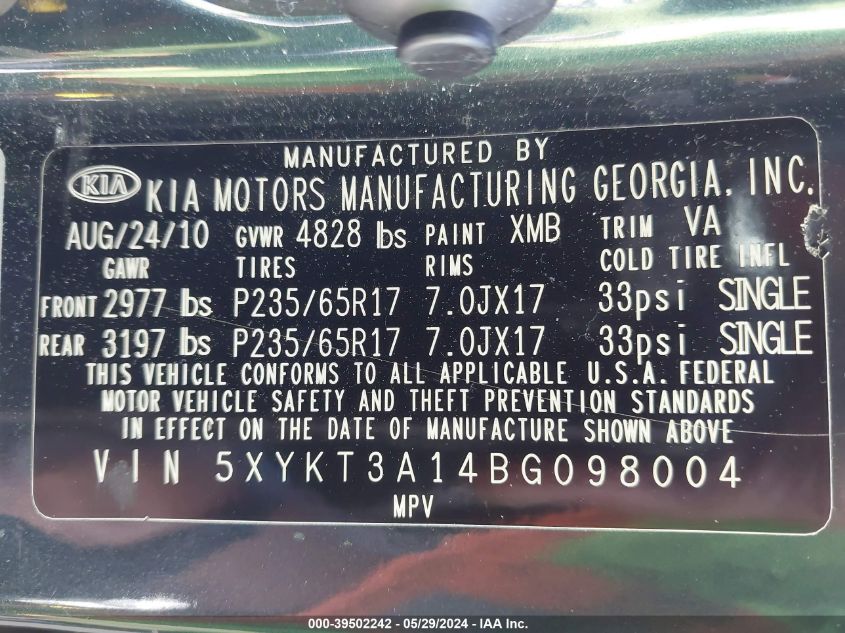 MANUFACTURED BY
KIA KIA MOTORS MANUFACTURING GEORGIA, INC.
AUG/24/10 GVWR 4828 lbs PAINT XMB TRIM VA
GAWR TIRES RIMS COLD TIRE INFL
FRONT 2977 lbs P235/65R17 7.0JX17 33psi SINGLE
REAR 3197 lbs P235/65R17 7.0JX17 33psi SINGLE
THIS VEHICLE CONFORMS TO ALL APPLICABLE U.S.A. FEDERAL
MOTOR VEHICLE SAFETY AND THEFT PREVENTION STANDARDS
IN EFFECT ON THE DATE OF MANUFACTURE SHOWN ABOVE
VIN 5XYKT3A14BG098004
MPV
000-39502242 - 05/29/2024 - IAA Inc.